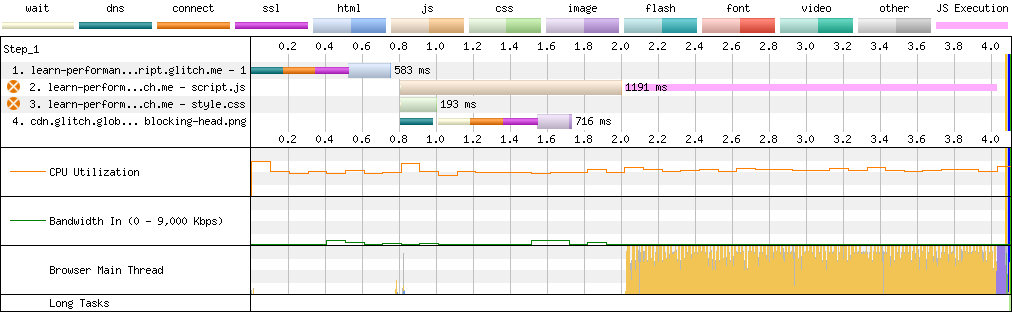 wait dns connect ssl html js css image flash font video other JS Execution
Step_1 0.2 0.4 0.6 0.8 1.0 1.2 1.4 1.6 1.8 2.0 2.2 2.4 2.6 2.8 3.0 3.2 3.4 3.6 3.8 4.0
1. learn-performan...ript.glitch.me - 1 583 ms
2. learn-perform...ch.me - script.js 1191 ms
3. learn-perform...ch.me - style.css 193 ms
4. cdn.glitch.glob... blocking-head.png 716 ms
0.2 0.4 0.6 0.8 1.0 1.2 1.4 1.6 1.8 2.0 2.2 2.4 2.6 2.8 3.0 3.2 3.4 3.6 3.8 4.0
CPU Utilization
Bandwidth In (0 - 9,000 Kbps)
Browser Main Thread
Long Tasks